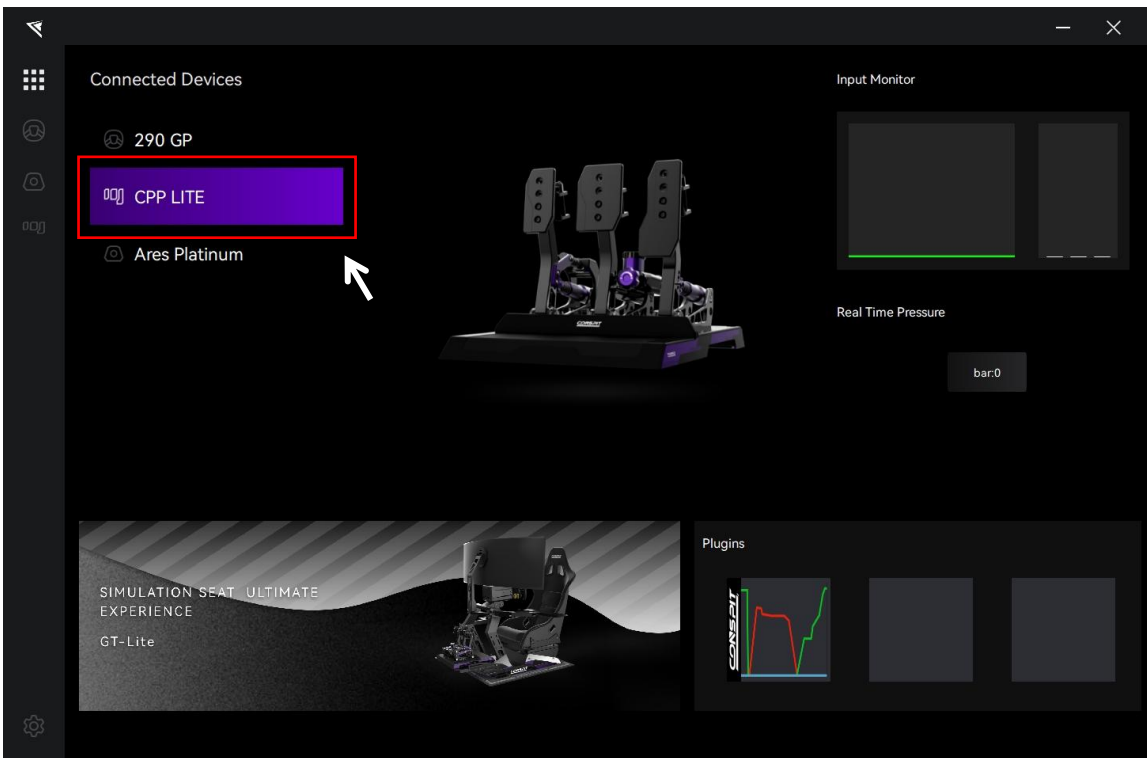 Connected Devices
290 GP
CPP LITE
Ares Platinum
Input Monitor
Real Time Pressure
bar:0
SIMULATION SEAT ULTIMATE
EXPERIENCE
GT-Lite
Plugins
CONSPIT